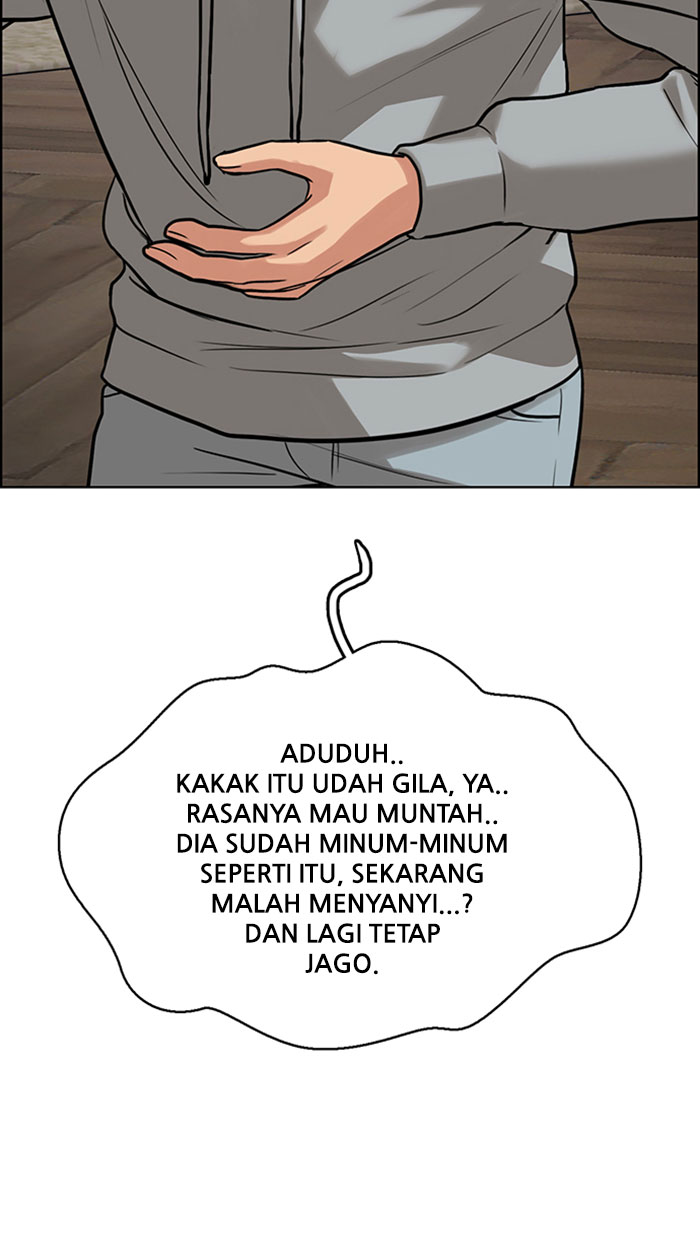 ADUDUH..
KAKAK ITU UDAH GILA, YA..
RASANYA MAU MUNTAH..
DIA SUDAH MINUM-MINUM
SEPERTI ITU, SEKARANG
MALAH MENYANYI...?
DAN LAGI TETAP
JAGO.